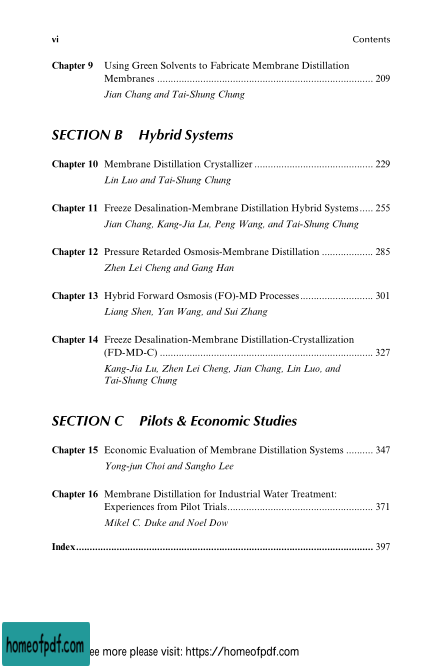 vi Contents
Chapter 9 Using Green Solvents to Fabricate Membrane Distillation
Membranes ................................................................................ 209
Jian Chang and Tai-Shung Chung
SECTION B Hybrid Systems
Chapter 10 Membrane Distillation Crystallizer ............................................ 229
Lin Luo and Tai-Shung Chung
Chapter 11 Freeze Desalination-Membrane Distillation Hybrid Systems..... 255
Jian Chang, Kang-Jia Lu, Peng Wang, and Tai-Shung Chung
Chapter 12 Pressure Retarded Osmosis-Membrane Distillation ................... 285
Zhen Lei Cheng and Gang Han
Chapter 13 Hybrid Forward Osmosis (FO)-MD Processes........................... 301
Liang Shen, Yan Wang, and Sui Zhang
Chapter 14 Freeze Desalination-Membrane Distillation-Crystallization
(FD-MD-C) ............................................................................... 327
Kang-Jia Lu, Zhen Lei Cheng, Jian Chang, Lin Luo, and
Tai-Shung Chung
SECTION C Pilots & Economic Studies
Chapter 15 Economic Evaluation of Membrane Distillation Systems .......... 347
Yong-jun Choi and Sangho Lee
Chapter 16 Membrane Distillation for Industrial Water Treatment:
Experiences from Pilot Trials...................................................... 371
Mikel C. Duke and Noel Dow
Index.............................................................................................................. 397
homeofpdf.com ee more please visit: https://homeofpdf.com